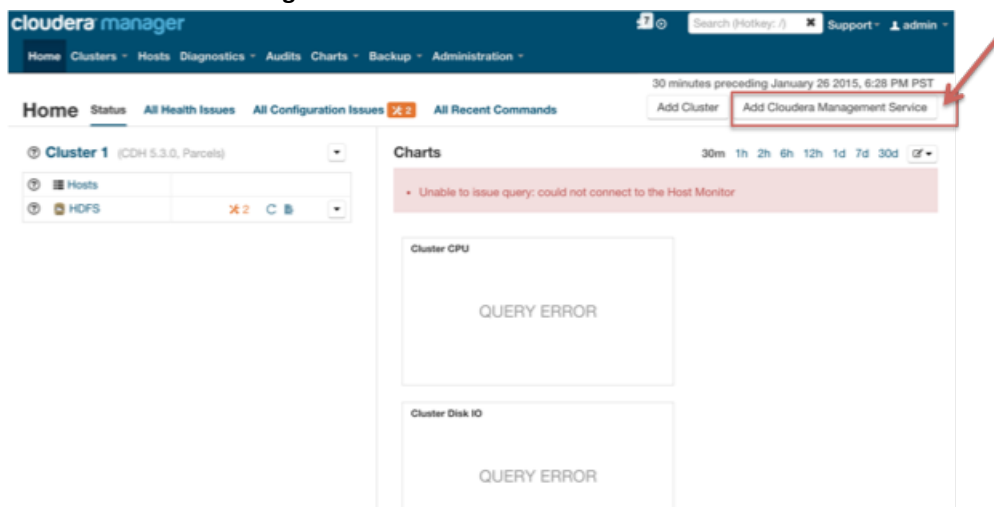 cloudera manager
7 Search (Hotkey: /) Support admin
Home Clusters Hosts Diagnostics Audits Charts Backup Administration
30 minutes preceding January 26 2015, 6:28 PM PST
Home Status All Health Issues All Configuration Issues 2 All Recent Commands Add Cluster Add Cloudera Management Service
Cluster 1 (CDH 5.3.0, Parcels)
Charts 30m 1h 2h 6h 12h 1d 7d 30d
Hosts
HDFS 2
• Unable to issue query: could not connect to the Host Monitor
Cluster CPU
QUERY ERROR
Cluster Disk IO
QUERY ERROR